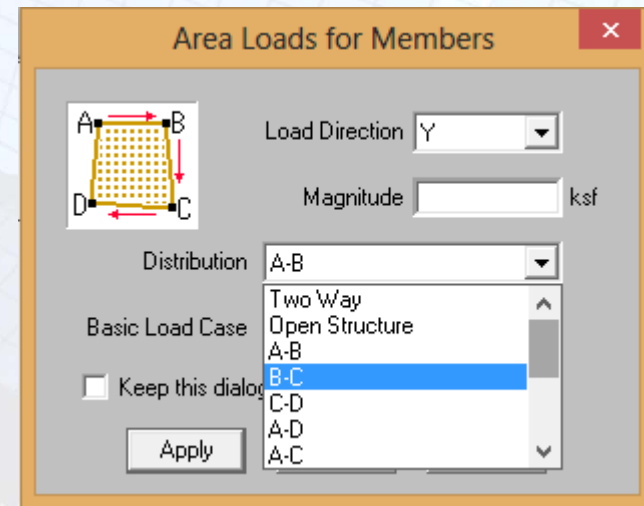 Area Loads for Members
A B
D C
Load Direction Y
Magnitude ksf
Distribution A-B
Two Way
Basic Load Case Open Structure
A-B
B-C
Keep this dialog
C-D
A-D
Apply
A-C